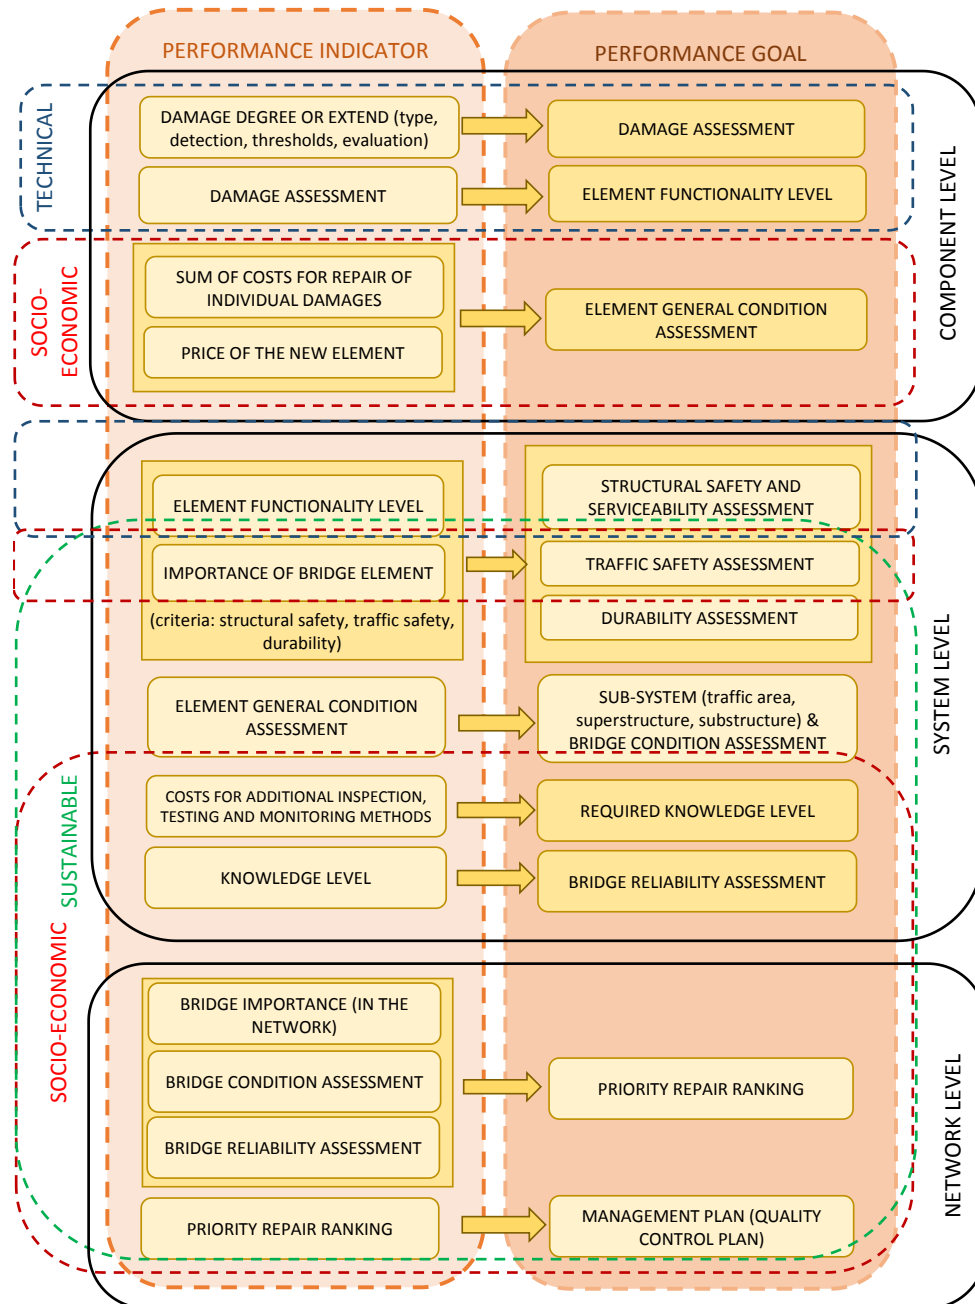 PERFORMANCE INDICATOR
PERFORMANCE GOAL
TECHNICAL
DAMAGE DEGREE OR EXTEND (type,
detection, thresholds, evaluation)
DAMAGE ASSESSMENT
DAMAGE ASSESSMENT
ELEMENT FUNCTIONALITY LEVEL
COMPONENT LEVEL
SOCIO-
ECONOMIC
SUM OF COSTS FOR REPAIR OF
INDIVIDUAL DAMAGES
PRICE OF THE NEW ELEMENT
ELEMENT GENERAL CONDITION
ASSESSMENT
ELEMENT FUNCTIONALITY LEVEL
IMPORTANCE OF BRIDGE ELEMENT
(criteria: structural safety, traffic safety,
durability)
STRUCTURAL SAFETY AND
SERVICEABILITY ASSESSMENT
TRAFFIC SAFETY ASSESSMENT
DURABILITY ASSESSMENT
SYSTEM LEVEL
ELEMENT GENERAL CONDITION
ASSESSMENT
SUB-SYSTEM (traffic area,
superstructure, substructure) &
BRIDGE CONDITION ASSESSMENT
SUSTAINABLE
COSTS FOR ADDITIONAL INSPECTION,
TESTING AND MONITORING METHODS
REQUIRED KNOWLEDGE LEVEL
KNOWLEDGE LEVEL
BRIDGE RELIABILITY ASSESSMENT
SOCIO-ECONOMIC
BRIDGE IMPORTANCE (IN THE
NETWORK)
BRIDGE CONDITION ASSESSMENT
BRIDGE RELIABILITY ASSESSMENT
PRIORITY REPAIR RANKING
NETWORK LEVEL
PRIORITY REPAIR RANKING
MANAGEMENT PLAN (QUALITY
CONTROL PLAN)